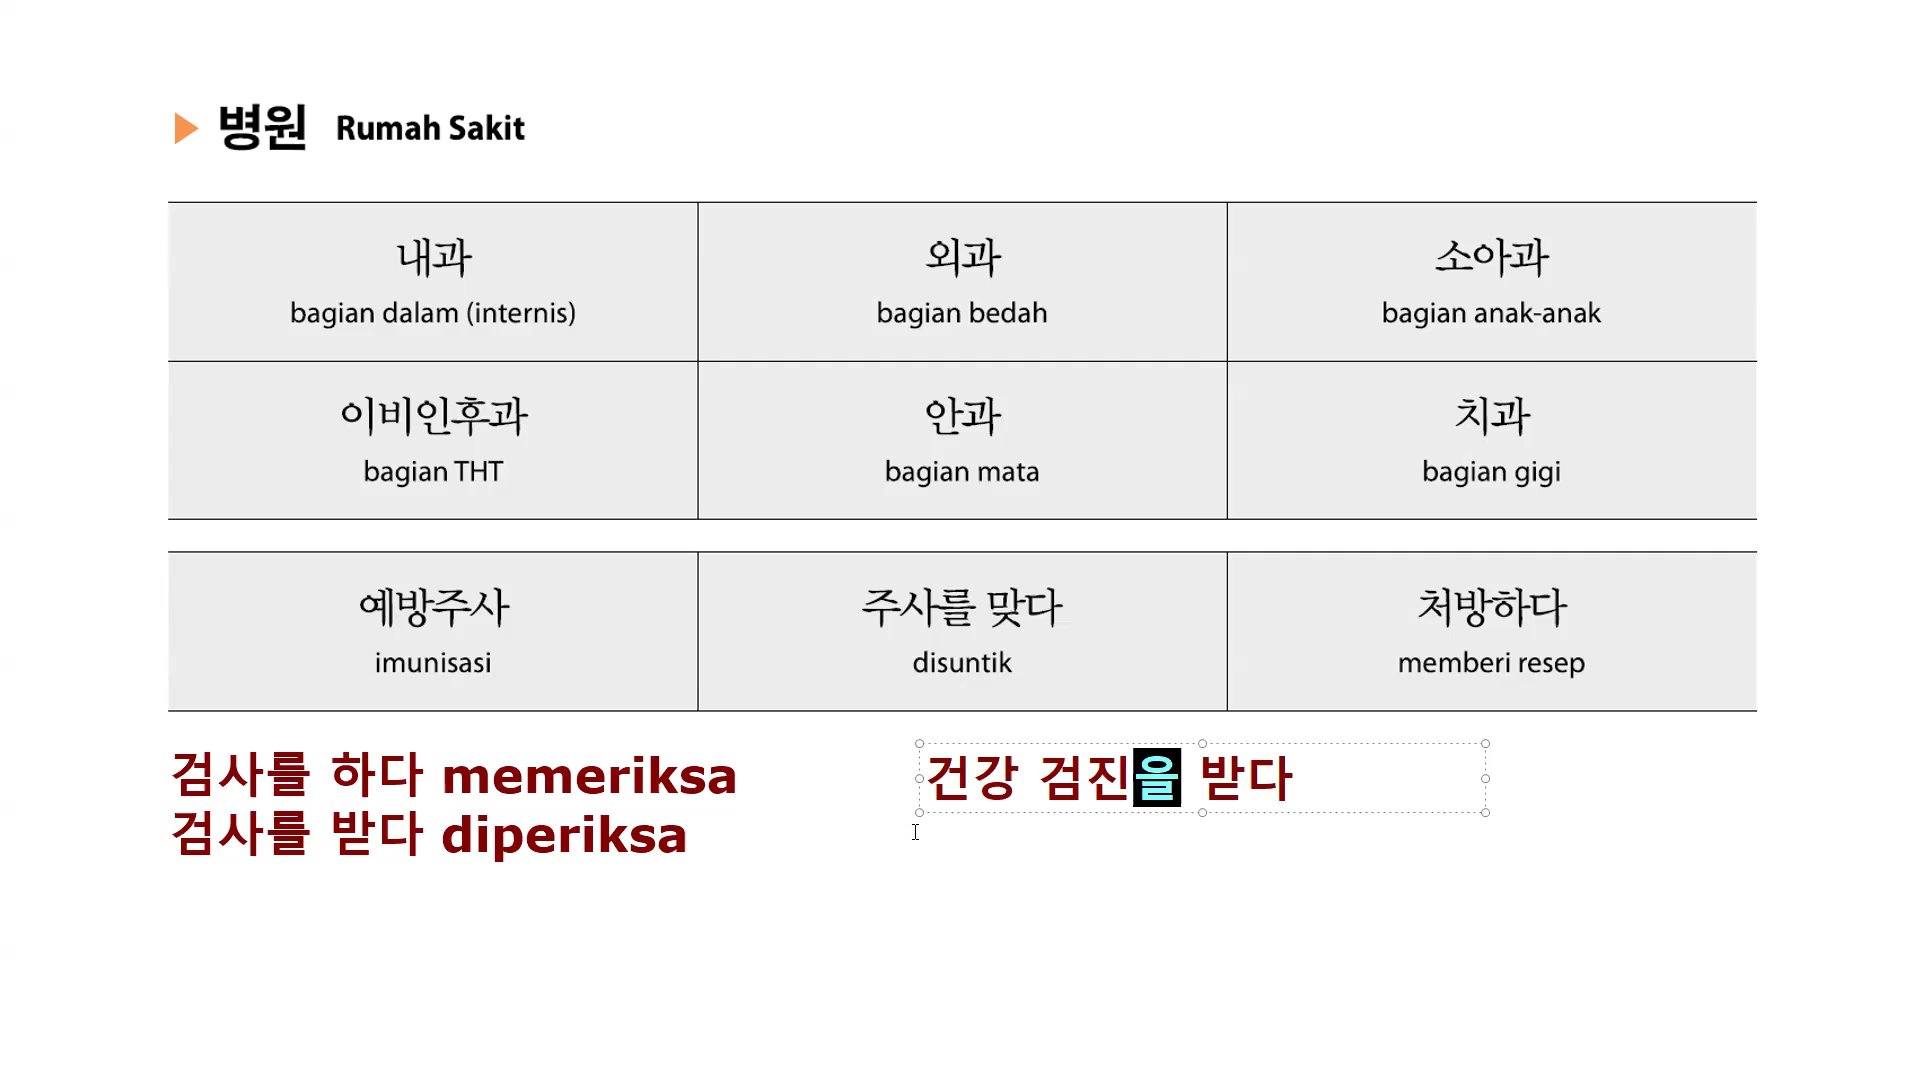 병원 Rumah Sakit
내과 외과 소아과
bagian dalam (internis) bagian bedah bagian anak-anak
이비인후과 안과 치과
bagian THT bagian mata bagian gigi
예방주사 주사를 맞다 처방하다
imunisasi disuntik memberi resep
검사를 하다 memeriksa
검사를 받다 diperiksa
건강 검진을 받다